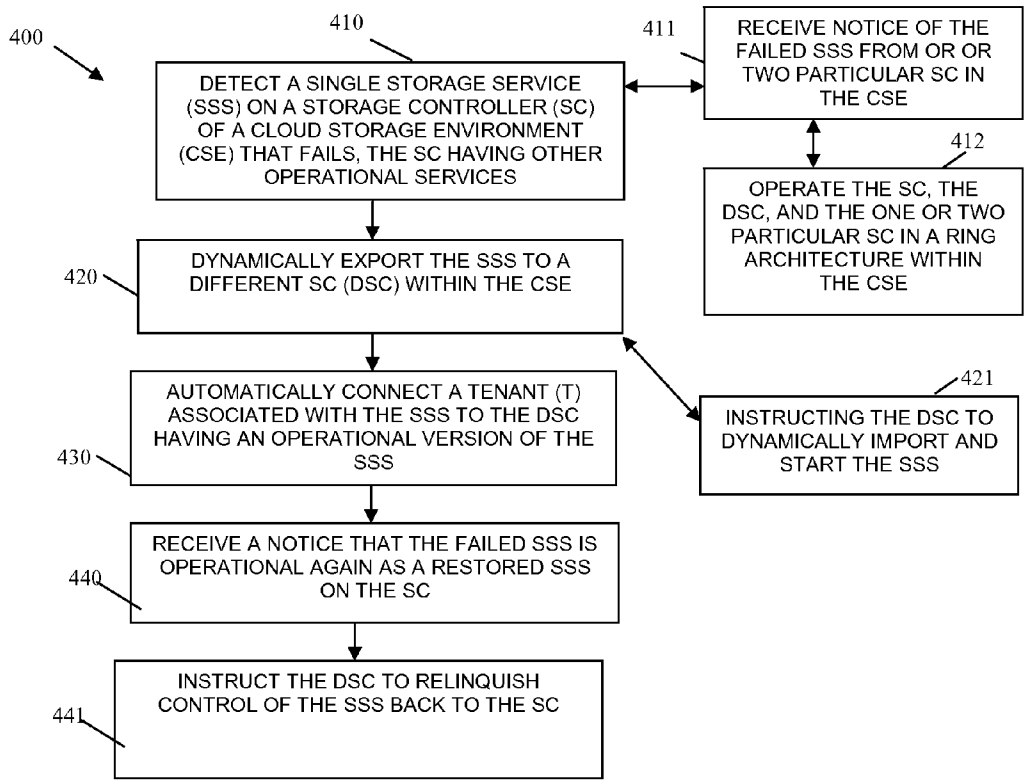 400
410
DETECT A SINGLE STORAGE SERVICE
(SSS) ON A STORAGE CONTROLLER (SC)
OF A CLOUD STORAGE ENVIRONMENT
(CSE) THAT FAILS, THE SC HAVING OTHER
OPERATIONAL SERVICES
411
RECEIVE NOTICE OF THE
FAILED SSS FROM OR OR
TWO PARTICULAR SC IN
THE CSE
412
OPERATE THE SC, THE
DSC, AND THE ONE OR TWO
PARTICULAR SC IN A RING
ARCHITECTURE WITHIN
THE CSE
420
DYNAMICALLY EXPORT THE SSS TO A
DIFFERENT SC (DSC) WITHIN THE CSE
421
INSTRUCTING THE DSC TO
DYNAMICALLY IMPORT AND
START THE SSS
430
AUTOMATICALLY CONNECT A TENANT (T)
ASSOCIATED WITH THE SSS TO THE DSC
HAVING AN OPERATIONAL VERSION OF THE
SSS
440
RECEIVE A NOTICE THAT THE FAILED SSS IS
OPERATIONAL AGAIN AS A RESTORED SSS
ON THE SC
441
INSTRUCT THE DSC TO RELINQUISH
CONTROL OF THE SSS BACK TO THE SC